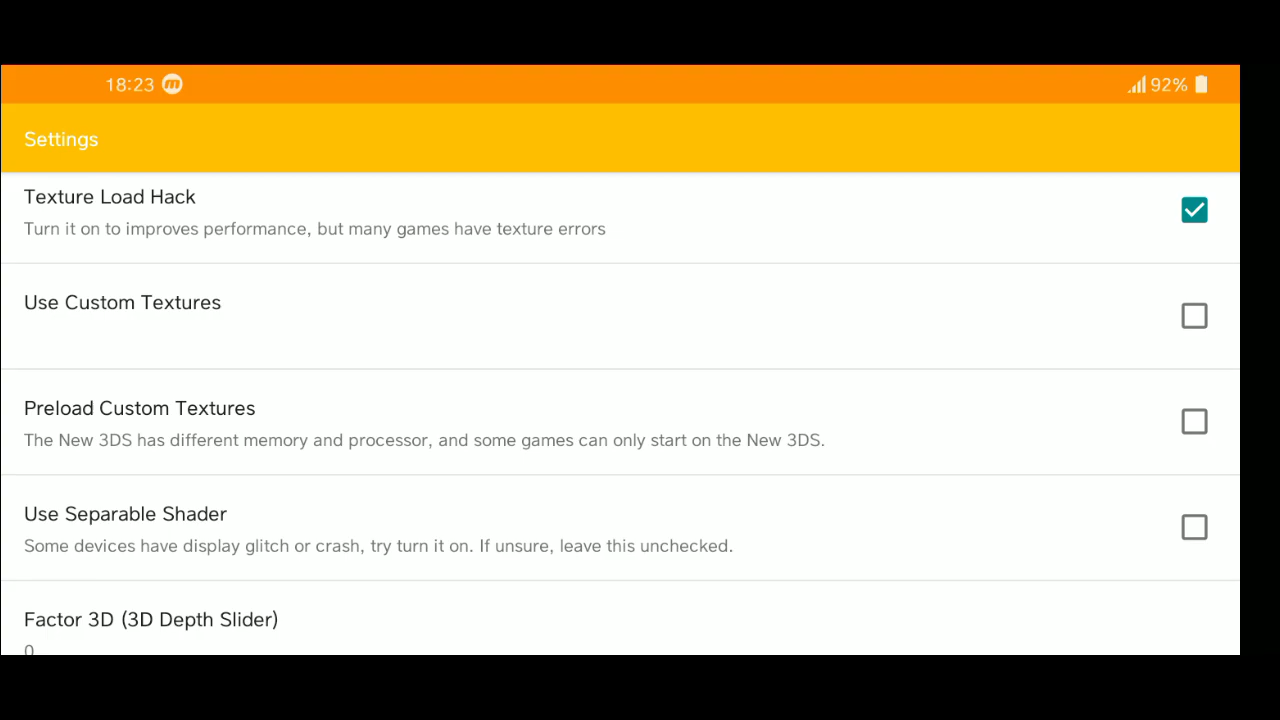 18:23 m 92%
Settings
Texture Load Hack
Turn it on to improves performance, but many games have texture errors
Use Custom Textures
Preload Custom Textures
The New 3DS has different memory and processor, and some games can only start on the New 3DS.
Use Separable Shader
Some devices have display glitch or crash, try turn it on. If unsure, leave this unchecked.
Factor 3D (3D Depth Slider)
0